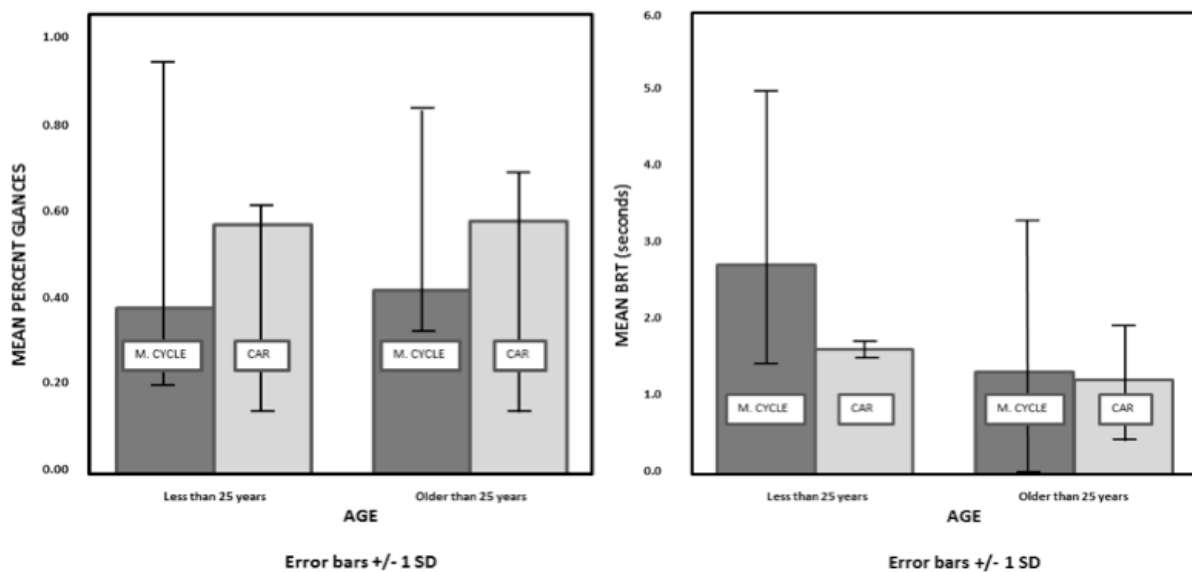 MEAN PERCENT GLANCES
1.00
0.80
0.60
0.40
0.20
0.00
M. CYCLE
CAR
M. CYCLE
CAR
Less than 25 years
Older than 25 years
AGE
Error bars +/- 1 SD
MEAN BRT (seconds)
6.0
5.0
4.0
3.0
2.0
1.0
0.0
M. CYCLE
CAR
M. CYCLE
CAR
Less than 25 years
Older than 25 years
AGE
Error bars +/- 1 SD